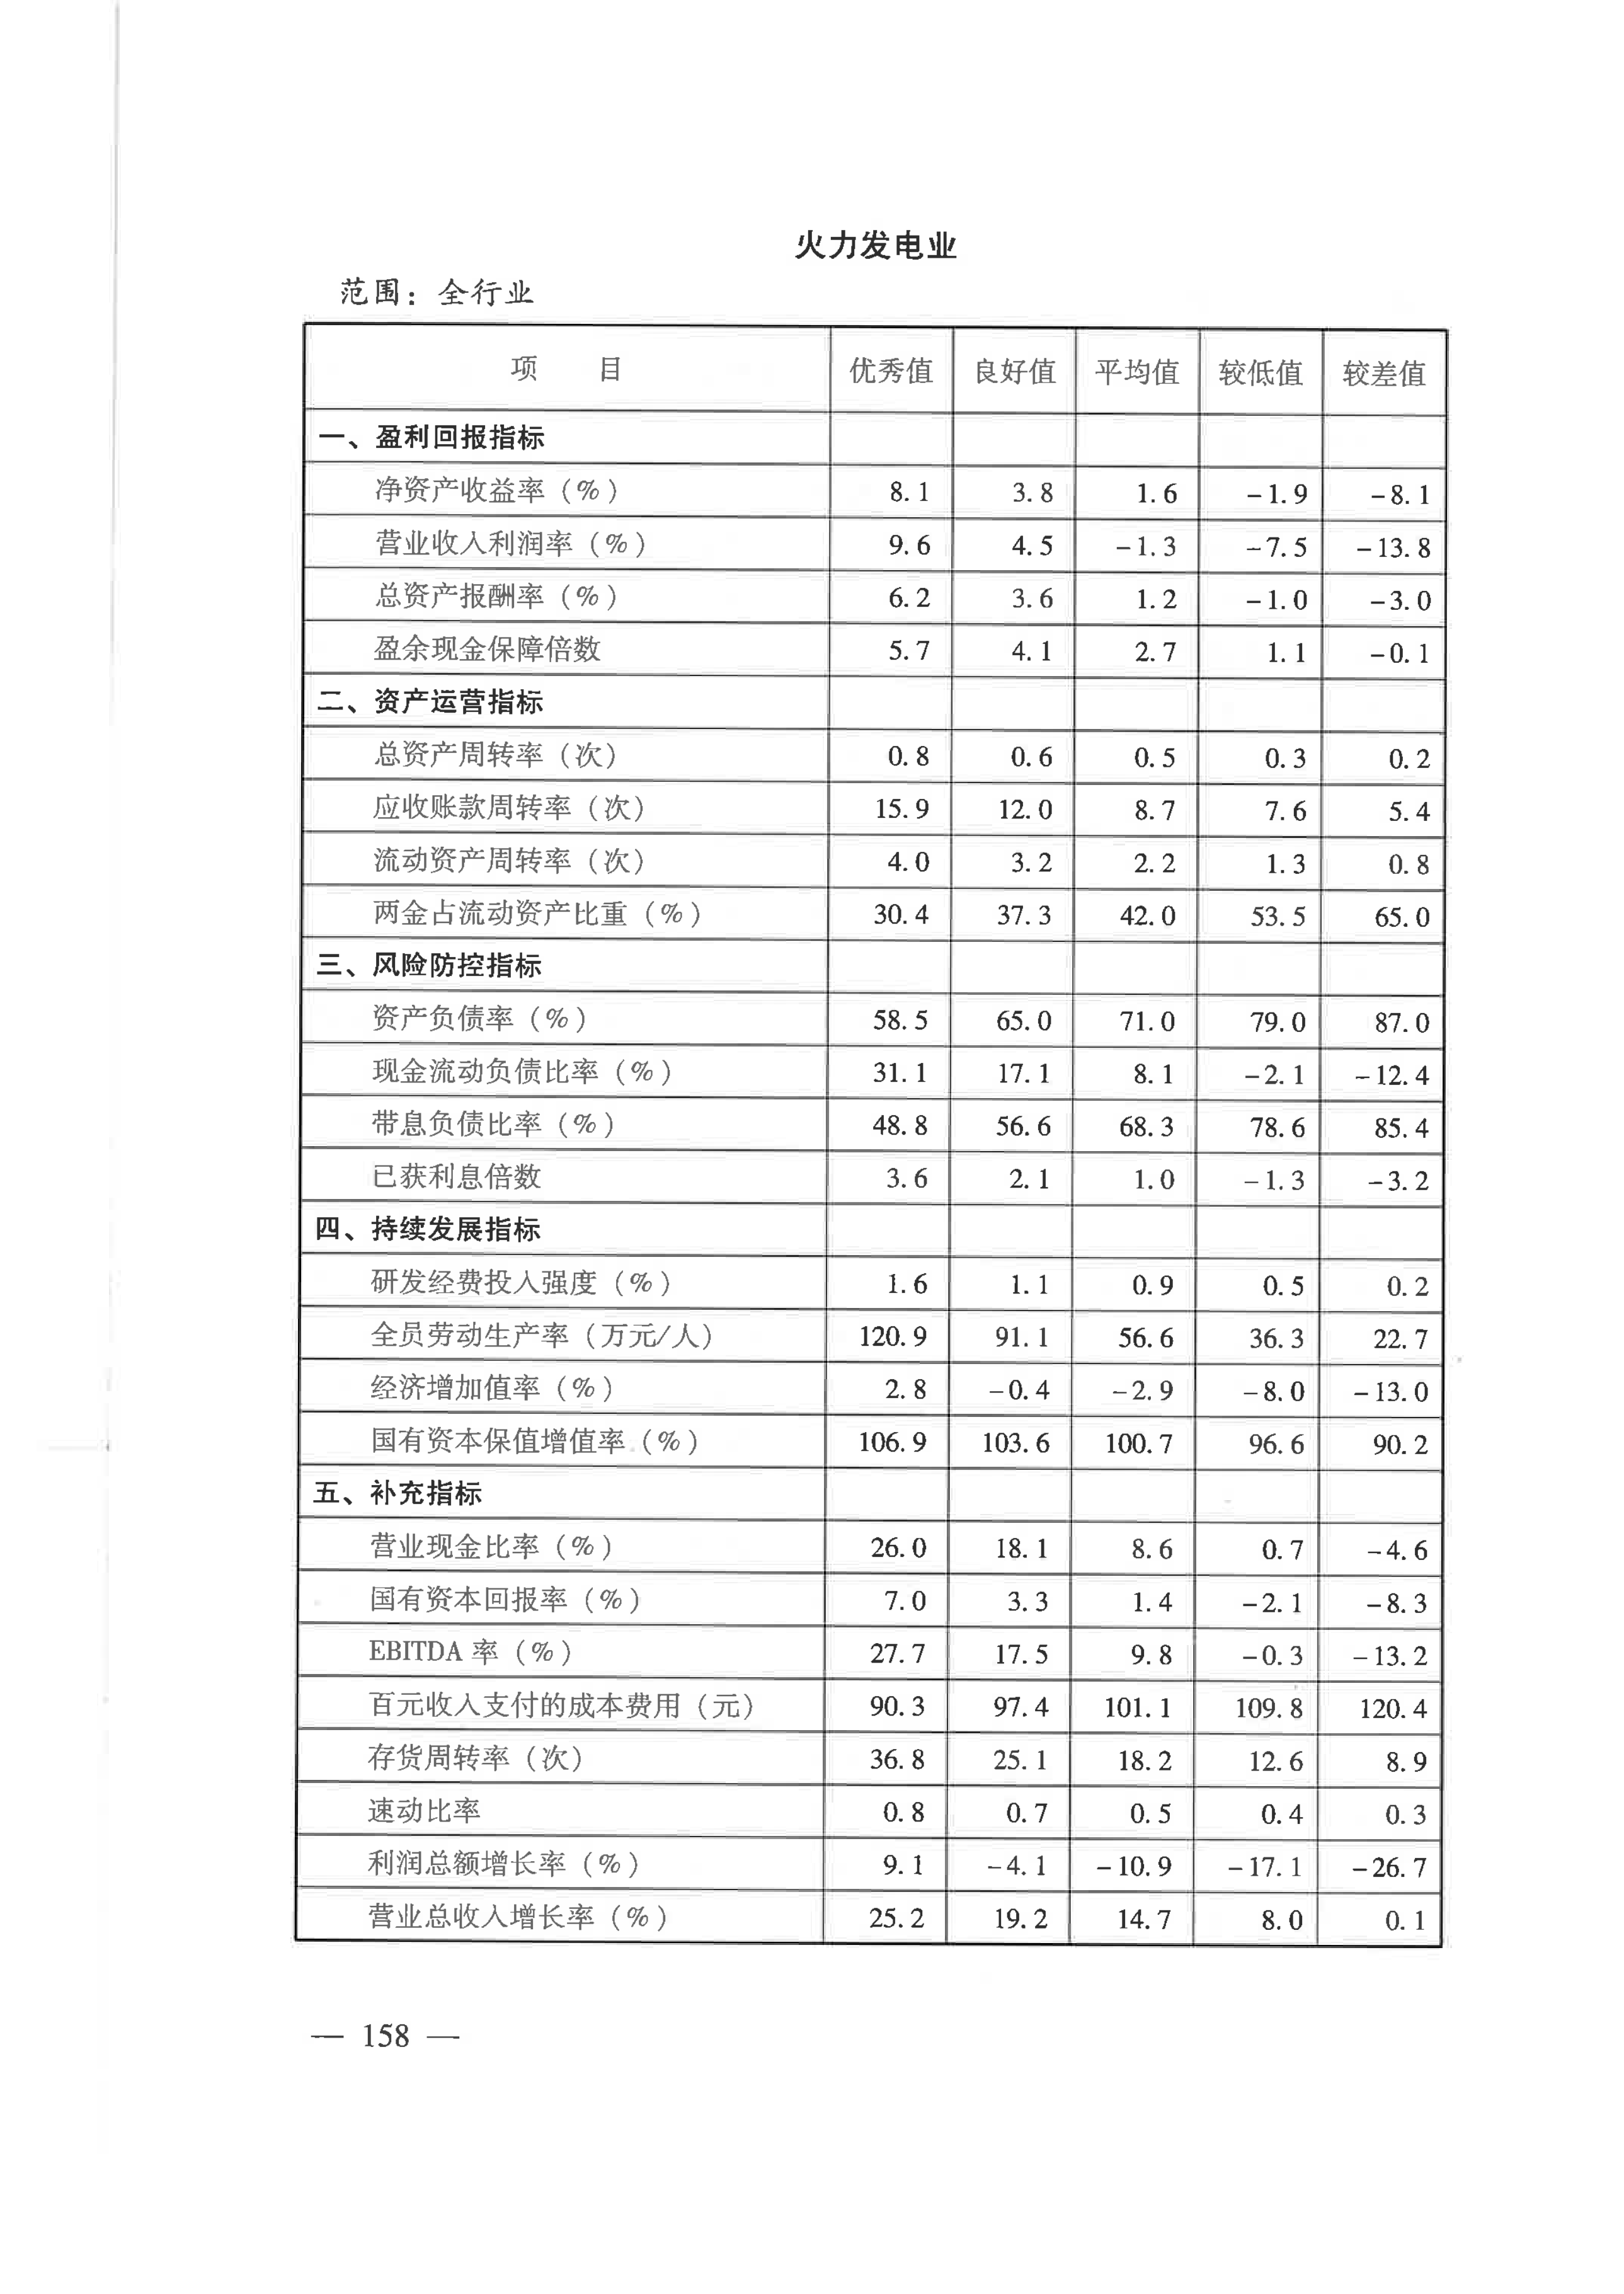 火力发电业
范围：全行业
项 目 优秀值 良好值 平均值 较低值 较差值
一、盈利回报指标
净资产收益率（%） 8.1 3.8 1.6 -1.9 -8.1
营业收入利润率（%） 9.6 4.5 -1.3 -7.5 -13.8
总资产报酬率（%） 6.2 3.6 1.2 -1.0 -3.0
盈余现金保障倍数 5.7 4.1 2.7 1.1 -0.1
二、资产运营指标
总资产周转率（次） 0.8 0.6 0.5 0.3 0.2
应收账款周转率（次） 15.9 12.0 8.7 7.6 5.4
流动资产周转率（次） 4.0 3.2 2.2 1.3 0.8
两金占流动资产比重（%） 30.4 37.3 42.0 53.5 65.0
三、风险防控指标
资产负债率（%） 58.5 65.0 71.0 79.0 87.0
现金流动负债比率（%） 31.1 17.1 8.1 -2.1 -12.4
带息负债比率（%） 48.8 56.6 68.3 78.6 85.4
已获利息倍数 3.6 2.1 1.0 -1.3 -3.2
四、持续发展指标
研发经费投入强度（%） 1.6 1.1 0.9 0.5 0.2
全员劳动生产率（万元/人） 120.9 91.1 56.6 36.3 22.7
经济增加值率（%） 2.8 -0.4 -2.9 -8.0 -13.0
国有资本保值增值率（%） 106.9 103.6 100.7 96.6 90.2
五、补充指标
营业现金比率（%） 26.0 18.1 8.6 0.7 -4.6
国有资本回报率（%） 7.0 3.3 1.4 -2.1 -8.3
EBITDA 率（%） 27.7 17.5 9.8 -0.3 -13.2
百元收入支付的成本费用（元） 90.3 97.4 101.1 109.8 120.4
存货周转率（次） 36.8 25.1 18.2 12.6 8.9
速动比率 0.8 0.7 0.5 0.4 0.3
利润总额增长率（%） 9.1 -4.1 -10.9 -17.1 -26.7
营业总收入增长率（%） 25.2 19.2 14.7 8.0 0.1
— 158 —